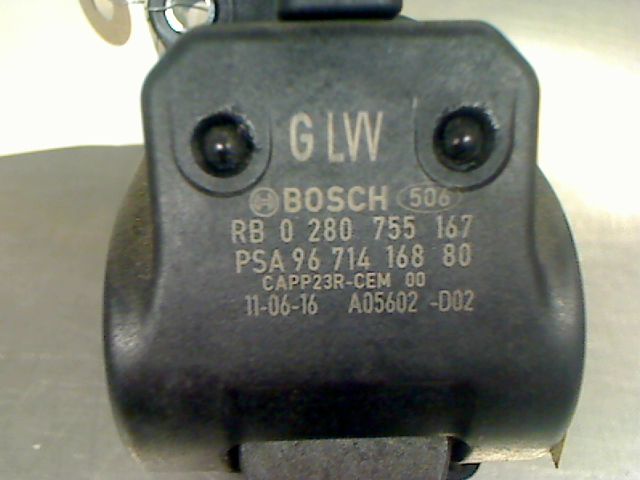 G LW
BOSCH 506
RB 0 280 755 167
PSA 96 714 168 80
CAPP23R-CEM 00
11-06-16 A05602 -D02